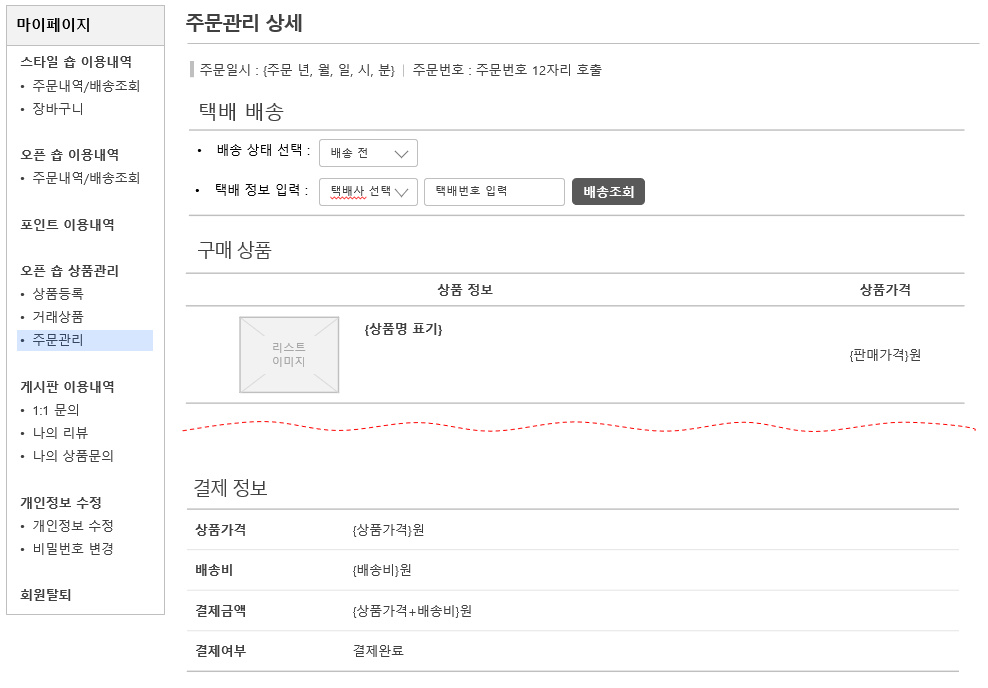 마이페이지
스타일 숍 이용내역
• 주문내역/배송조회
• 장바구니
오픈 숍 이용내역
• 주문내역/배송조회
포인트 이용내역
오픈 숍 상품관리
• 상품등록
• 거래상품
• 주문관리
게시판 이용내역
• 1:1 문의
• 나의 리뷰
• 나의 상품문의
개인정보 수정
• 개인정보 수정
• 비밀번호 변경
회원탈퇴
주문관리 상세
주문일시 : {주문 년, 월, 일, 시, 분} | 주문번호 : 주문번호 12자리 호출
택배 배송
• 배송 상태 선택 : 배송 전
• 택배 정보 입력 : 택배사 선택 택배번호 입력 배송조회
구매 상품
상품 정보 상품가격
리스트
이미지
{상품명 표기}
{판매가격}원
결제 정보
상품가격 {상품가격}원
배송비 {배송비}원
결제금액 {상품가격+배송비}원
결제여부 결제완료